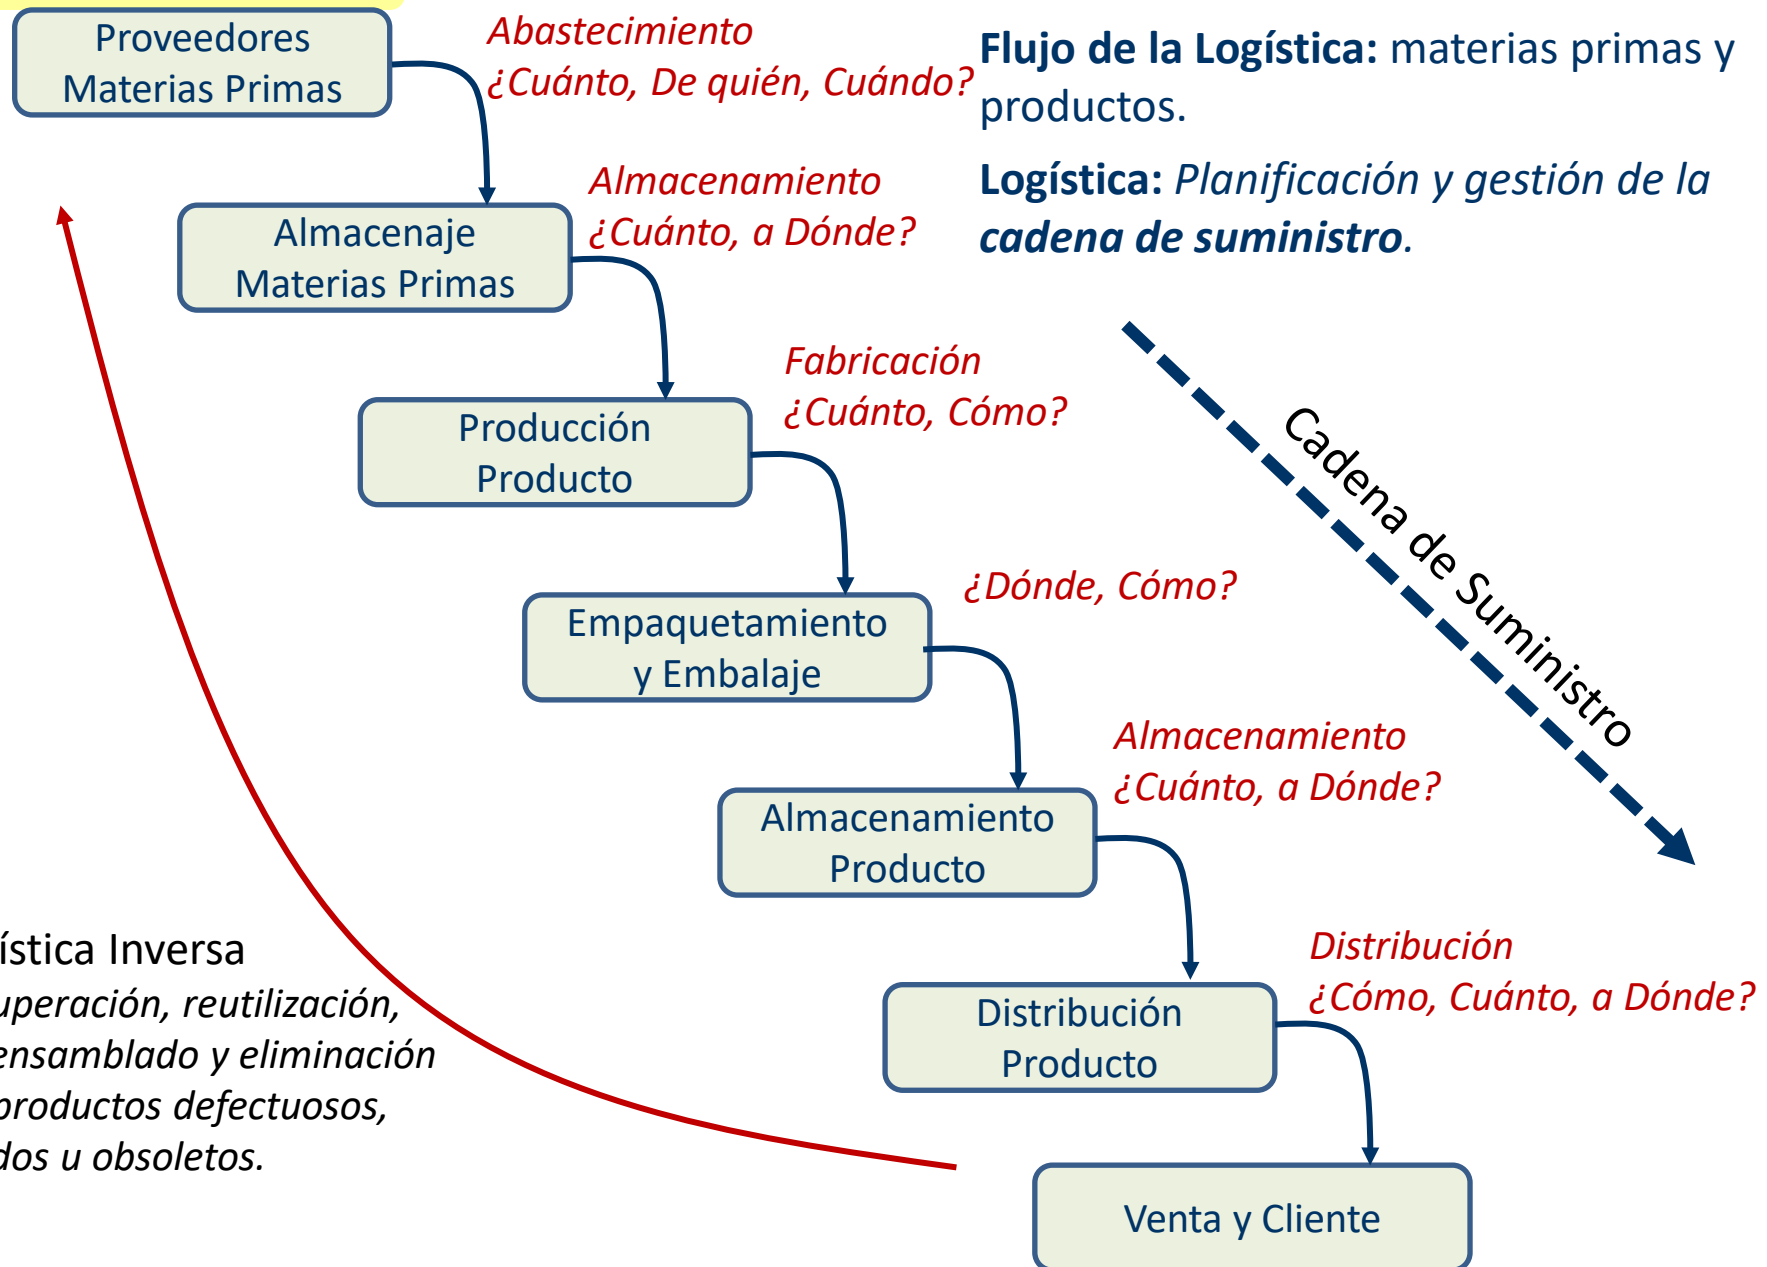 Proveedores
Materias Primas
Abastecimiento
¿Cuánto, De quién, Cuándo?
Flujo de la Logística: materias primas y
productos.
Logística: Planificación y gestión de la
cadena de suministro.
Almacenaje
Materias Primas
Almacenamiento
¿Cuánto, a Dónde?
Producción
Producto
Fabricación
¿Cuánto, Cómo?
Cadena de Suministro
Empaquetamiento
y Embalaje
¿Dónde, Cómo?
Almacenamiento
Producto
Almacenamiento
¿Cuánto, a Dónde?
Distribución
Producto
Distribución
¿Cómo, Cuánto, a Dónde?
Venta y Cliente
ística Inversa
uperación, reutilización,
ensamblado y eliminación
productos defectuosos,
dos u obsoletos.